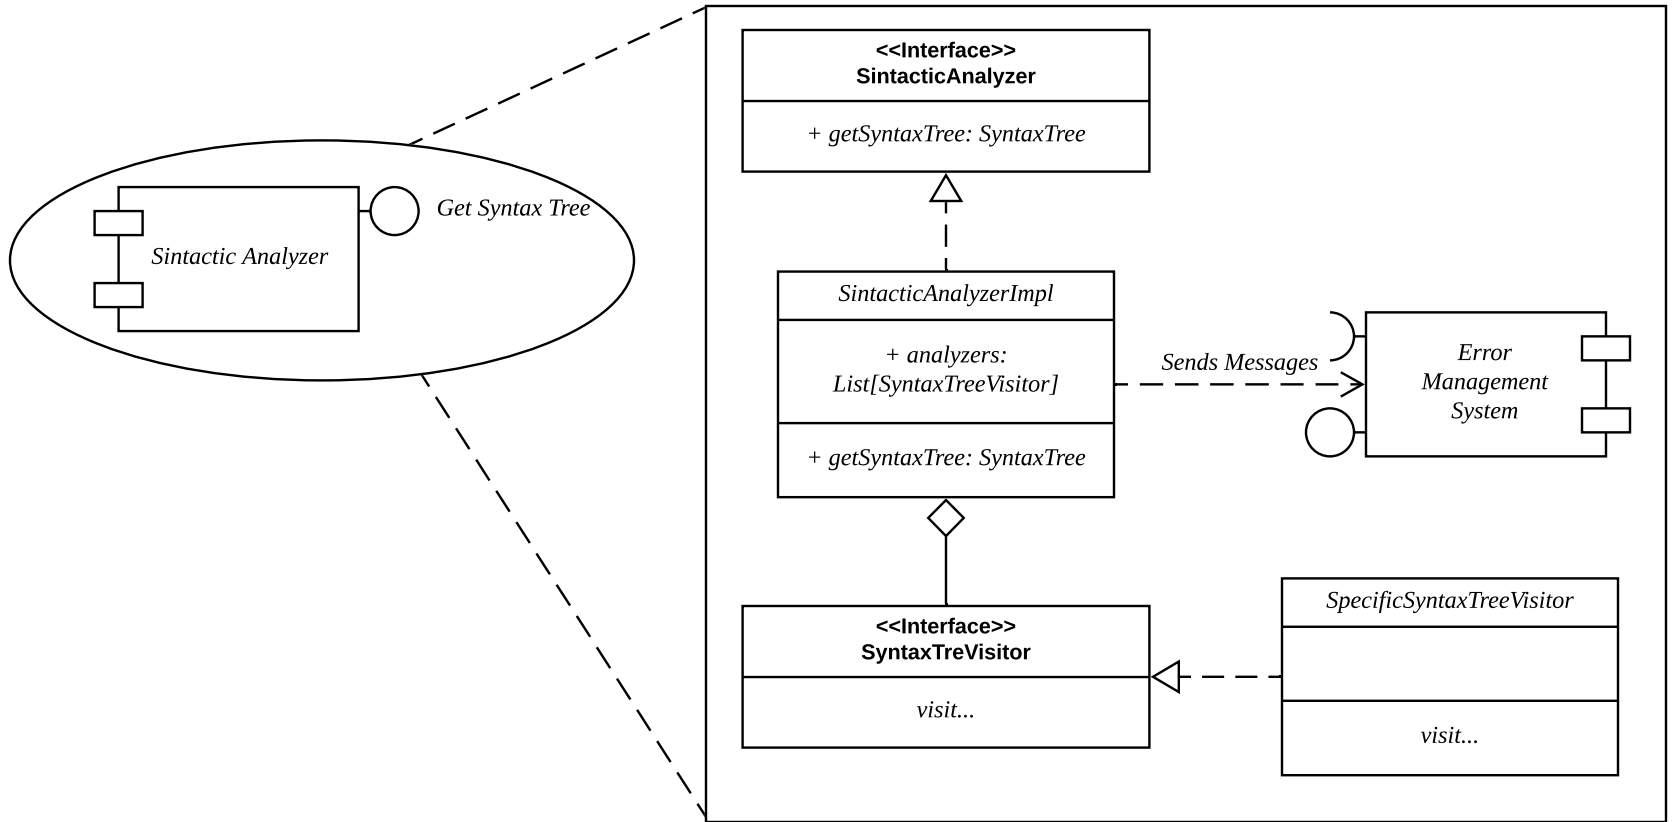 Sintactic Analyzer
Get Syntax Tree
<<Interface>>
SintacticAnalyzer
+ getSyntaxTree: SyntaxTree
SintacticAnalyzerImpl
+ analyzers:
List[SyntaxTreeVisitor]
+ getSyntaxTree: SyntaxTree
Sends Messages
Error
Management
System
<<Interface>>
SyntaxTreVisitor
visit...
SpecificSyntaxTreeVisitor
visit...